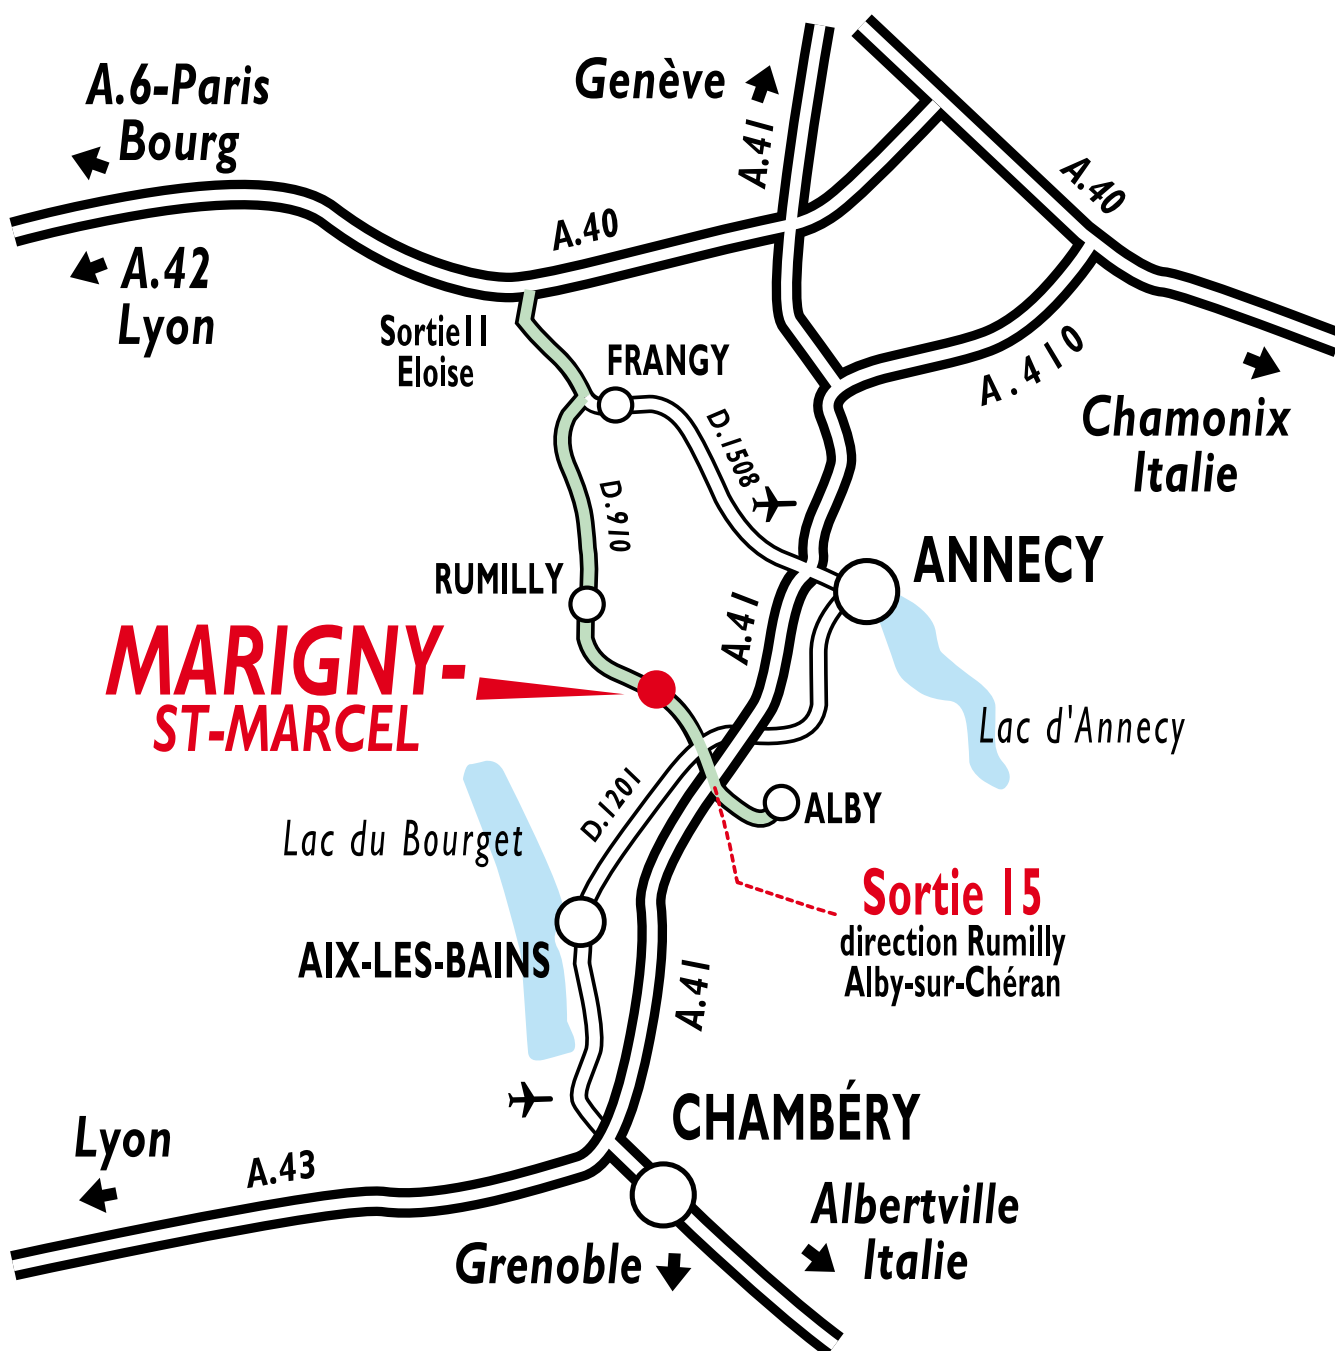 A.6-Paris
Bourg
Genève
A.41
A.40
A.40
A.42
Lyon
Sortie 11
Eloise
FRANGY
A.410
Chamonix
Italie
D.1508
D.910
ANNECY
RUMILLY
A.41
MARIGNY-
ST-MARCEL
Lac d'Annecy
D.1201
ALBY
Lac du Bourget
Sortie 15
direction Rumilly
Alby-sur-Chéran
AIX-LES-BAINS
A.41
CHAMBÉRY
Lyon
A.43
Albertville
Italie
Grenoble